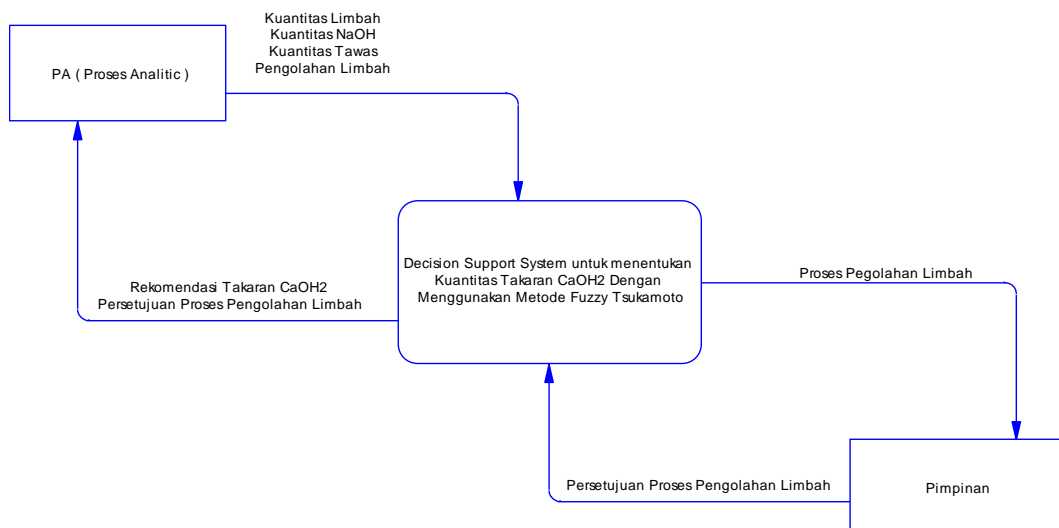 Kuantitas Limbah
Kuantitas NaOH
Kuantitas Tawas
Pengolahan Limbah
PA ( Proses Analitic )
Decision Support System untuk menentukan
Kuantitas Takaran CaOH2 Dengan
Menggunakan Metode Fuzzy Tsukamoto
Proses Pegolahan Limbah
Rekomendasi Takaran CaOH2
Persetujuan Proses Pengolahan Limbah
Persetujuan Proses Pengolahan Limbah
Pimpinan